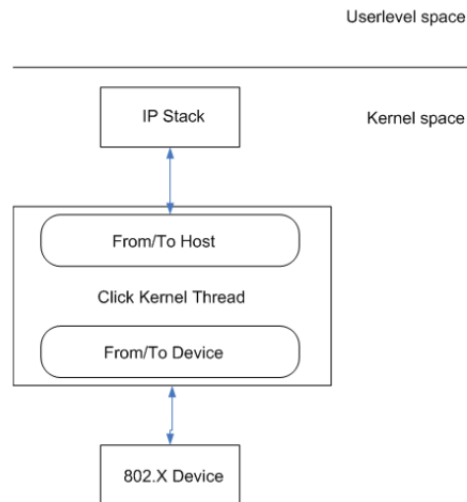 Userlevel space
IP Stack
Kernel space
From/To Host
Click Kernel Thread
From/To Device
802.X Device